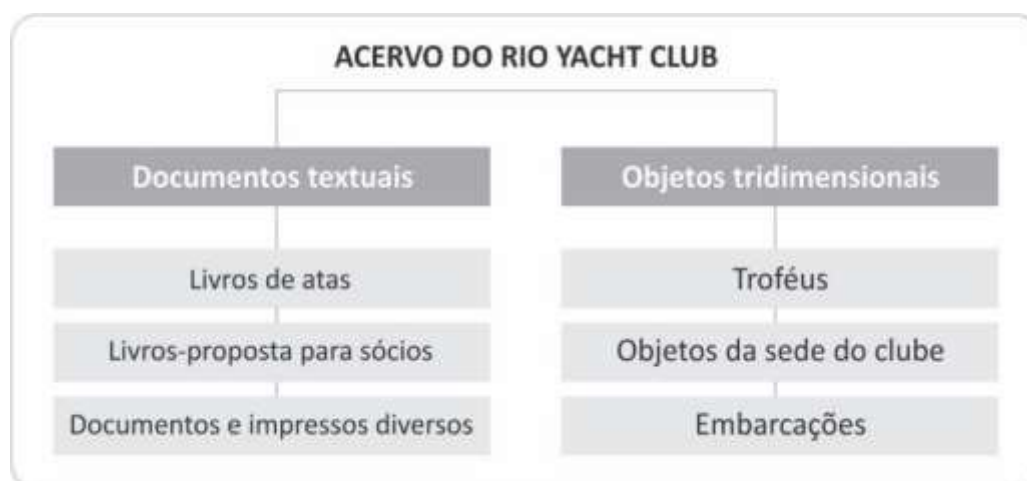 ACERVO DO RIO YACHT CLUB
Documentos textuais
Livros de atas
Livros-proposta para sócios
Documentos e impressos diversos
Objetos tridimensionais
Troféus
Objetos da sede do clube
Embarcações